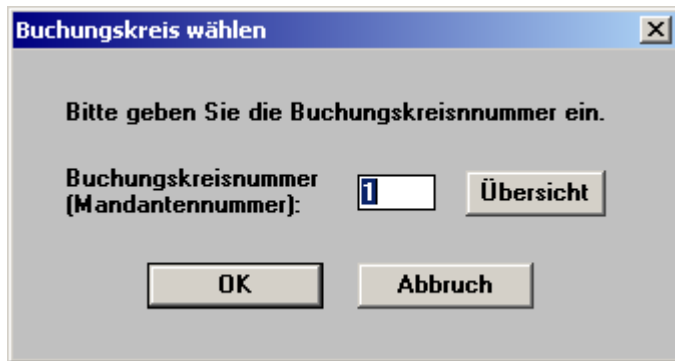 Buchungskreis wählen
Bitte geben Sie die Buchungskreisnnummer ein.
Buchungskreisnummer
(Mandantennummer):
1
Übersicht
OK
Abbruch